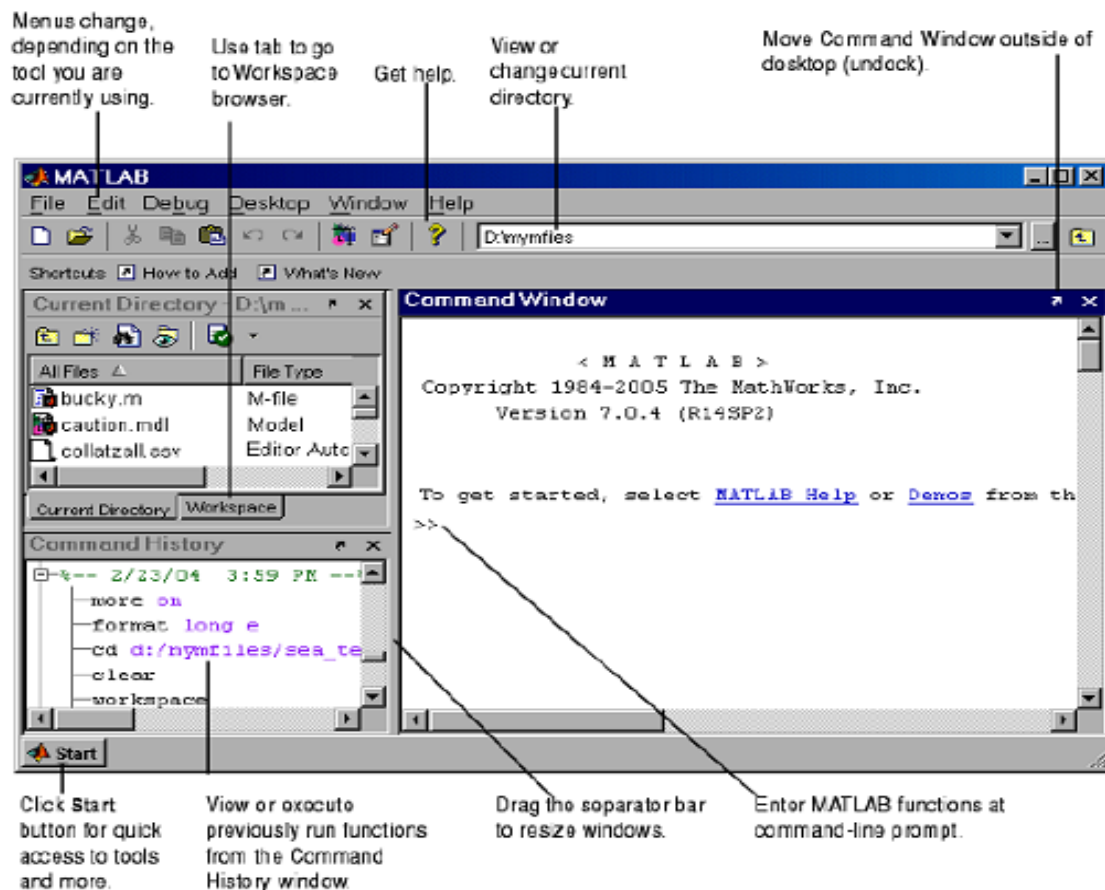 Menus change,
depending on the
tool you are
currently using.
Use tab to go
to Workspace
browser.
Get help.
View or
change current
directory.
Move Command Window outside of
desktop (undock).
MATLAB
File Edit Debug Desktop Window Help
D:\mymfiles
...
Shortcuts How to Add What's New
Current Directory - D:\m ...
All Files File Type
bucky.m M-file
caution.mdl Model
collatzall.asv Editor Auto
Current Directory Workspace
Command History
%-- 2/23/04 3:59 PM --%
more on
format long e
cd d:/mymfiles/sea_te
clear
workspace
Start
Command Window
< M A T L A B >
Copyright 1984-2005 The MathWorks, Inc.
Version 7.0.4 (R14SP2)
To get started, select MATLAB Help or Demos from th
>>
Click Start
button for quick
access to tools
and more.
View or execute
previously run functions
from the Command
History window.
Drag the separator bar
to resize windows.
Enter MATLAB functions at
command-line prompt.